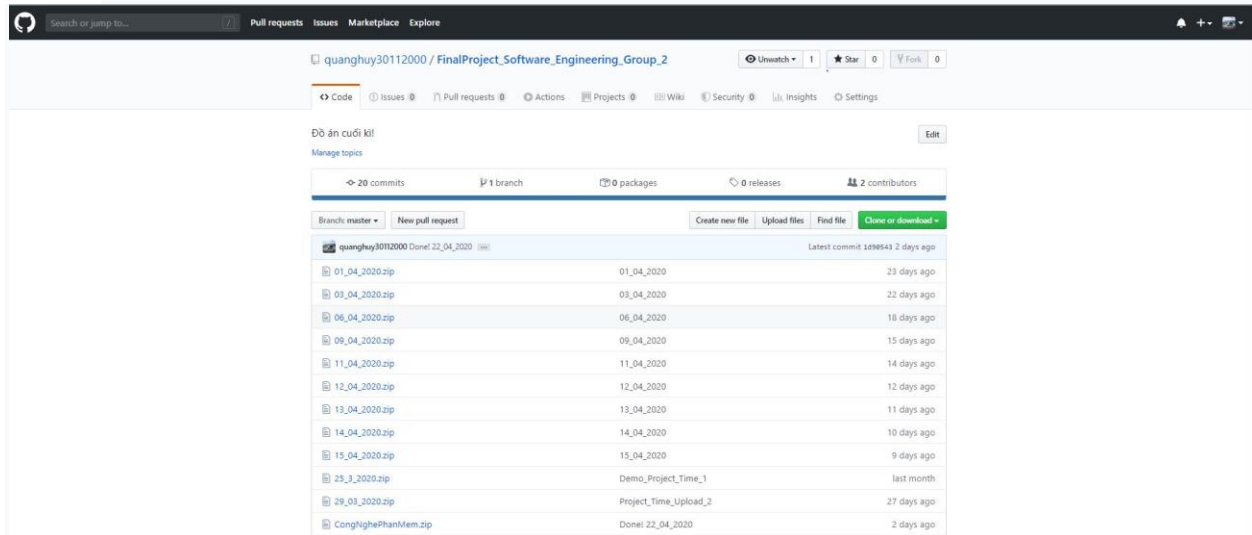 Search or jump to... / Pull requests Issues Marketplace Explore
quanghuy30112000 / FinalProject_Software_Engineering_Group_2 Unwatch 1 Star 0 Fork 0
Code Issues 0 Pull requests 0 Actions Projects 0 Wiki Security 0 Insights Settings
Đồ án cuối kì! Edit
Manage topics
20 commits 1 branch 0 packages 0 releases 2 contributors
Branch: master New pull request Create new file Upload files Find file Clone or download
quanghuy30112000 Done! 22_04_2020 Latest commit 1d90543 2 days ago
01_04_2020.zip 01_04_2020 23 days ago
03_04_2020.zip 03_04_2020 22 days ago
06_04_2020.zip 06_04_2020 18 days ago
09_04_2020.zip 09_04_2020 15 days ago
11_04_2020.zip 11_04_2020 14 days ago
12_04_2020.zip 12_04_2020 12 days ago
13_04_2020.zip 13_04_2020 11 days ago
14_04_2020.zip 14_04_2020 10 days ago
15_04_2020.zip 15_04_2020 9 days ago
25_3_2020.zip Demo_Project_Time_1 last month
29_03_2020.zip Project_Time_Upload_2 27 days ago
CongNghePhanMem.zip Done! 22_04_2020 2 days ago